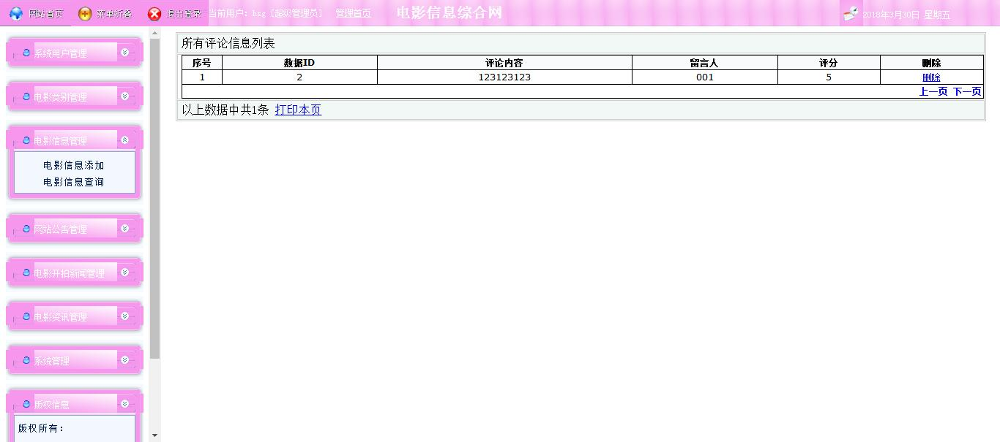 网站首页 菜单折叠 退出登录 当前用户：hsg [超级管理员] 管理首页 电影信息综合网 2018年3月30日 星期五
系统用户管理
电影类别管理
电影信息管理
电影信息添加
电影信息查询
网站公告管理
电影开拍新闻管理
电影资讯管理
系统管理
版权信息
版权所有：
所有评论信息列表
序号 数据ID 评论内容 留言人 评分 删除
1 2 123123123 001 5 删除
上一页 下一页
以上数据中共1条 打印本页